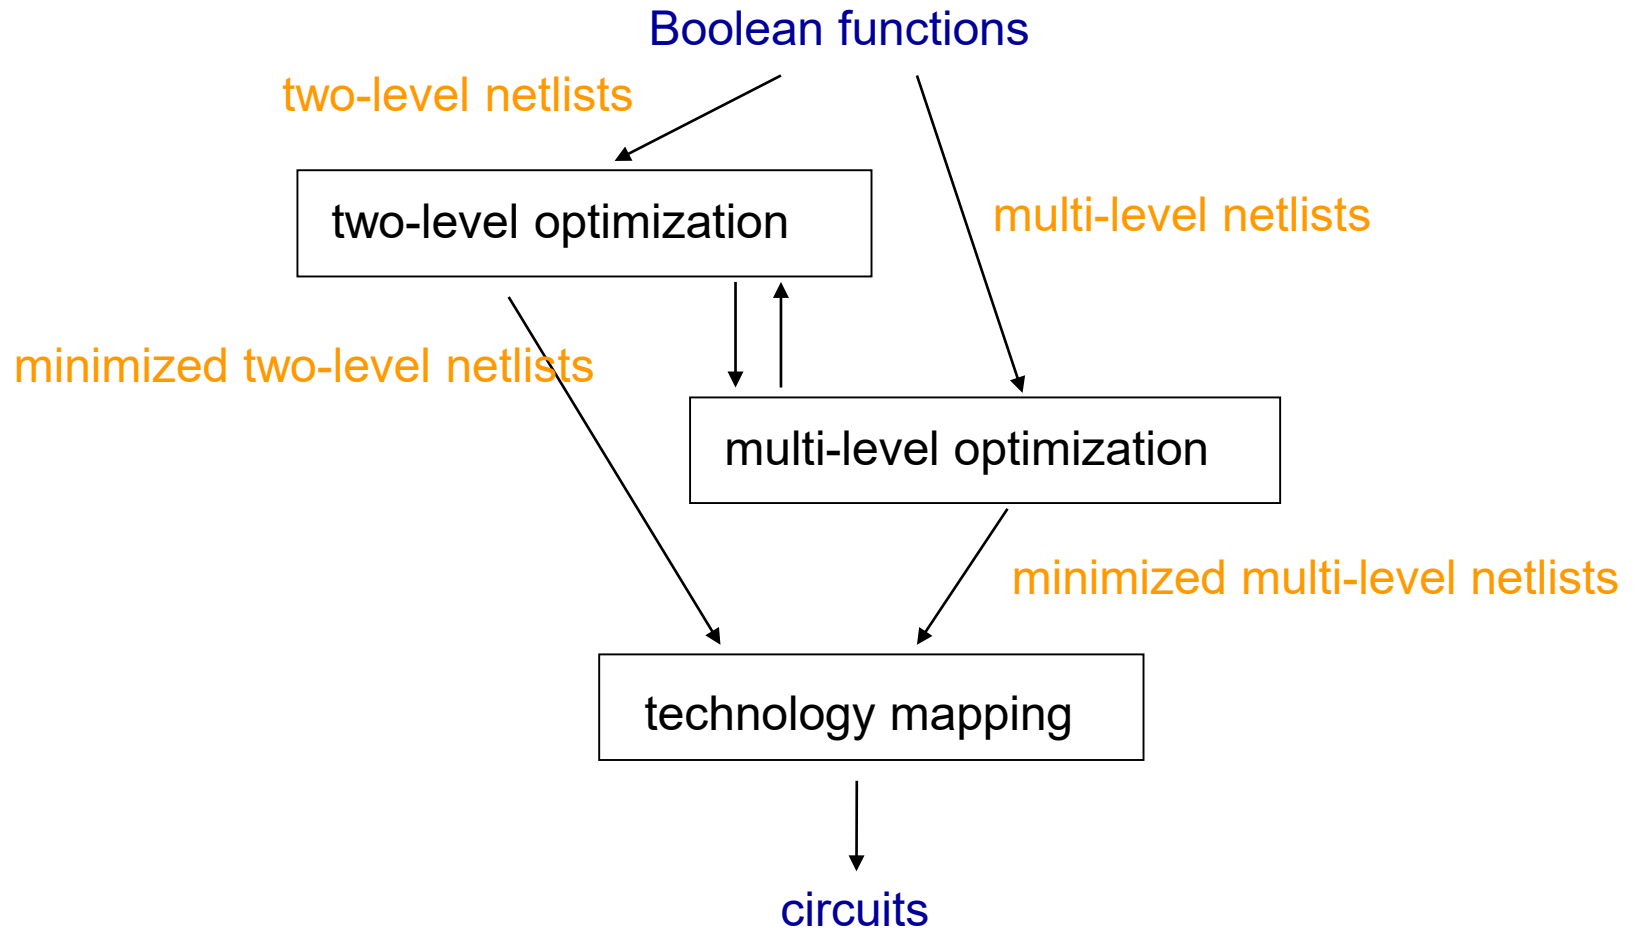 Boolean functions
two-level netlists
two-level optimization
multi-level netlists
minimized two-level netlists
multi-level optimization
minimized multi-level netlists
technology mapping
circuits